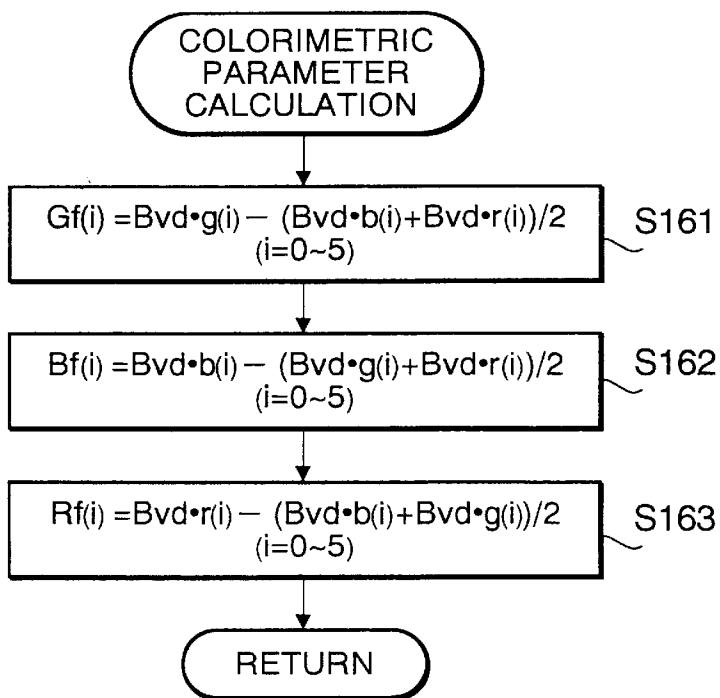 COLORIMETRIC
PARAMETER
CALCULATION
Gf(i) =Bvd•g(i) − (Bvd•b(i)+Bvd•r(i))/2
(i=0~5)
S161
Bf(i) =Bvd•b(i) − (Bvd•g(i)+Bvd•r(i))/2
(i=0~5)
S162
Rf(i) =Bvd•r(i) − (Bvd•b(i)+Bvd•g(i))/2
(i=0~5)
S163
RETURN